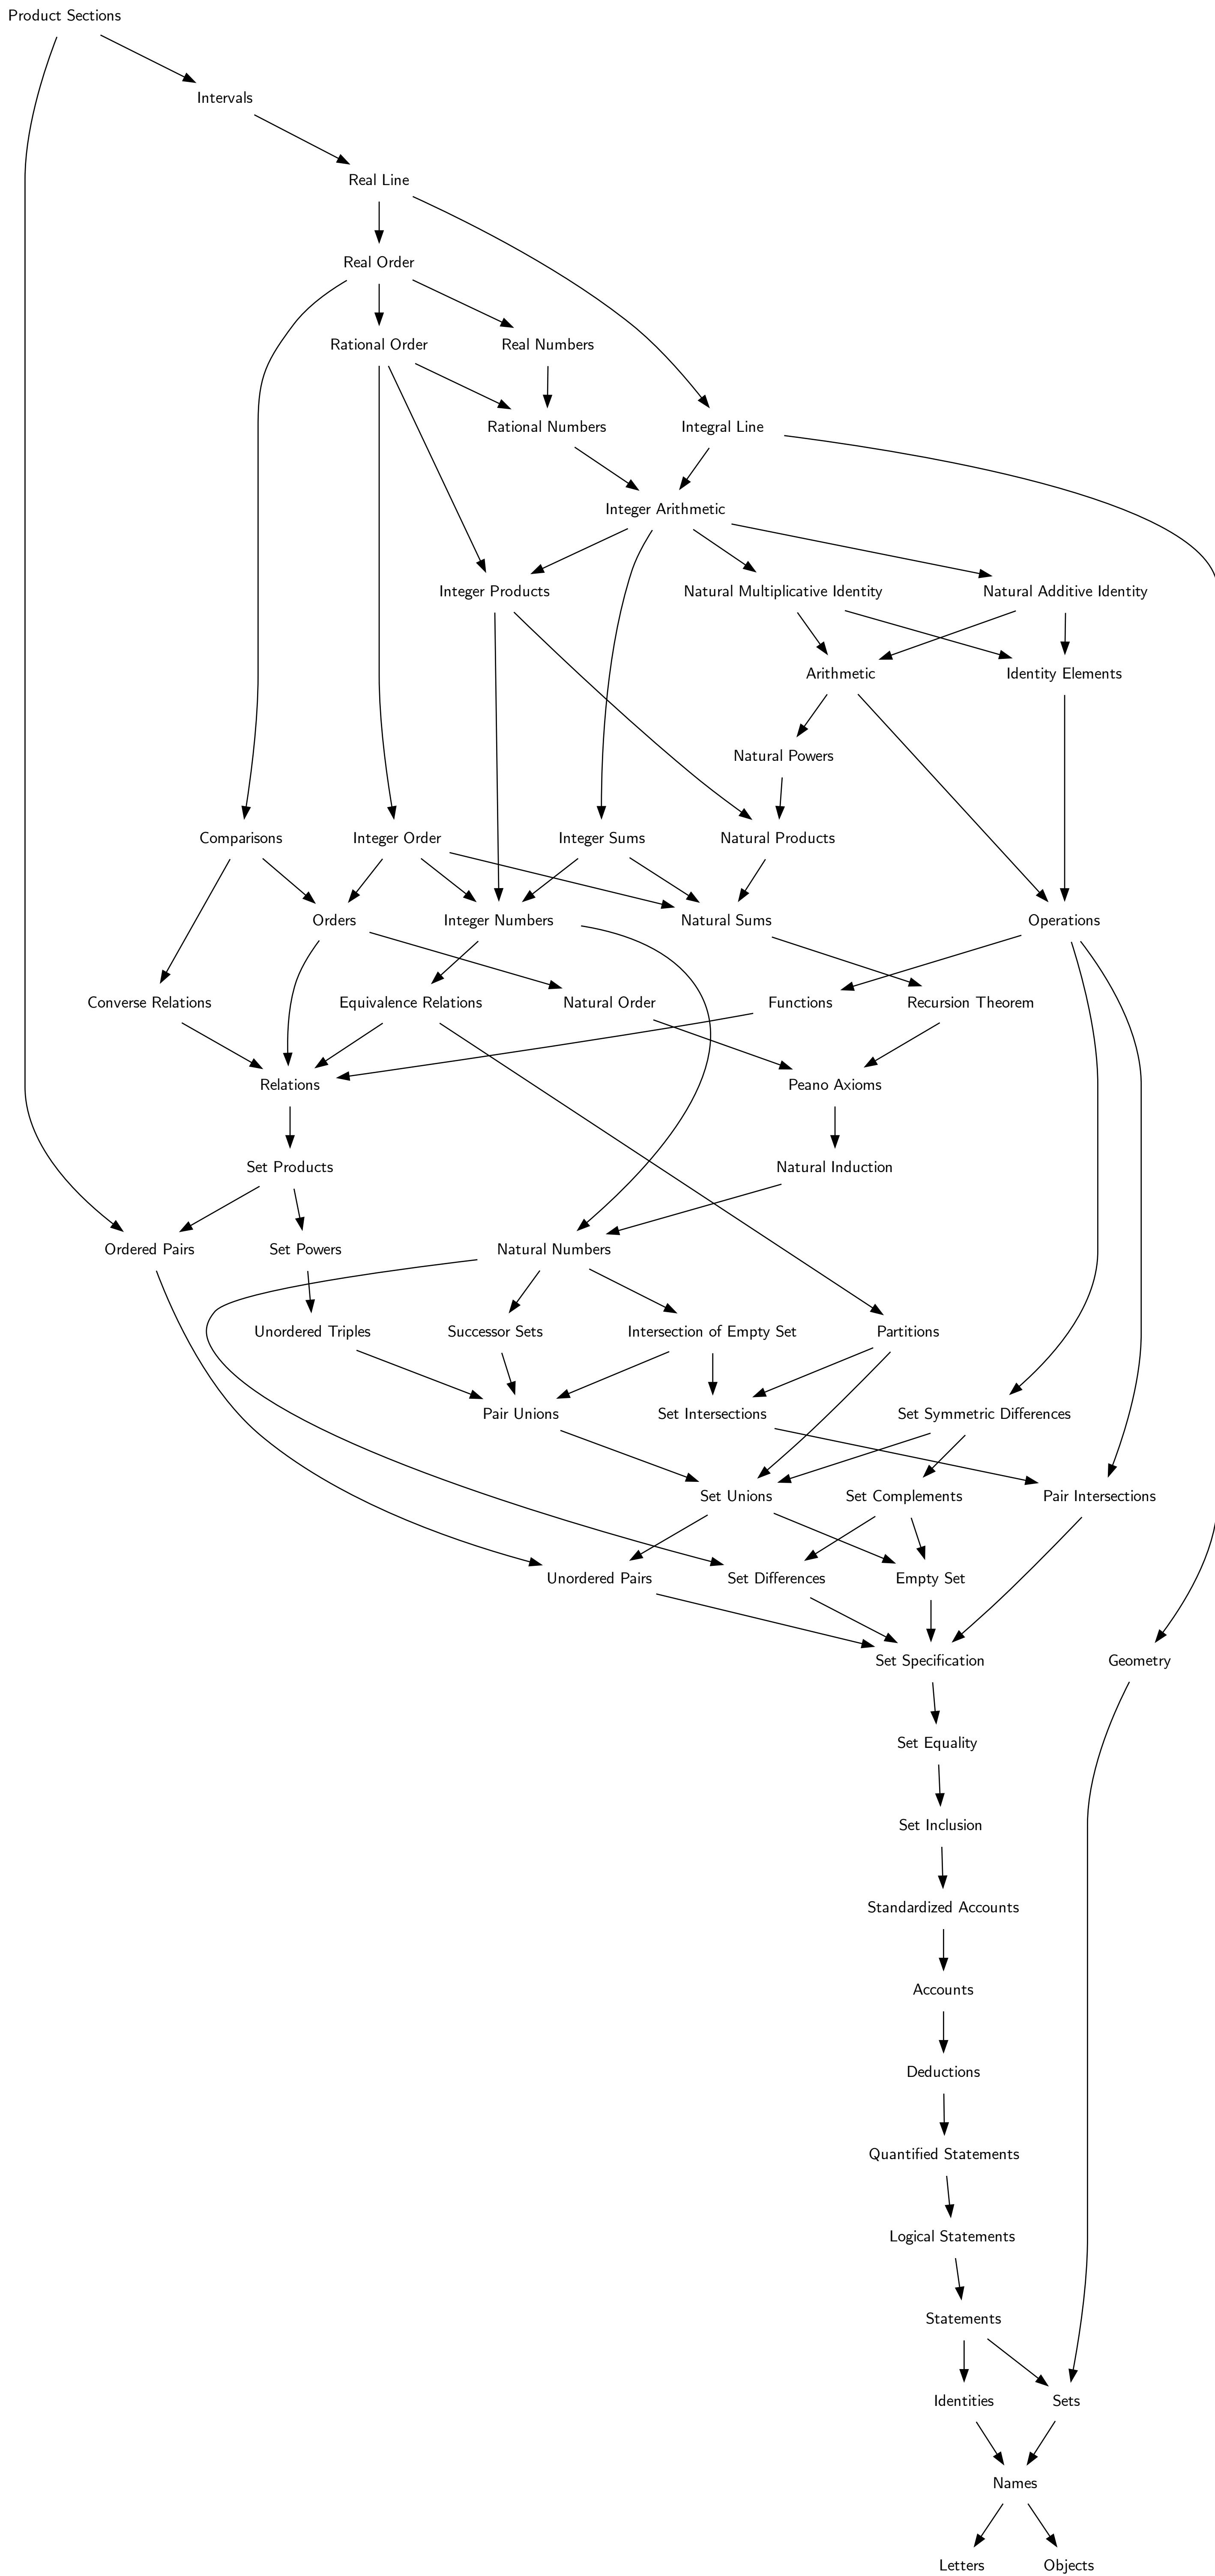 Product Sections
Intervals
Real Line
Real Order
Rational Order
Real Numbers
Rational Numbers
Integral Line
Integer Arithmetic
Integer Products
Natural Multiplicative Identity
Natural Additive Identity
Arithmetic
Identity Elements
Natural Powers
Comparisons
Integer Order
Integer Sums
Natural Products
Orders
Integer Numbers
Natural Sums
Operations
Converse Relations
Equivalence Relations
Natural Order
Functions
Recursion Theorem
Relations
Peano Axioms
Set Products
Natural Induction
Ordered Pairs
Set Powers
Natural Numbers
Unordered Triples
Successor Sets
Intersection of Empty Set
Partitions
Pair Unions
Set Intersections
Set Symmetric Differences
Set Unions
Set Complements
Pair Intersections
Unordered Pairs
Set Differences
Empty Set
Set Specification
Geometry
Set Equality
Set Inclusion
Standardized Accounts
Accounts
Deductions
Quantified Statements
Logical Statements
Statements
Identities
Sets
Names
Letters
Objects